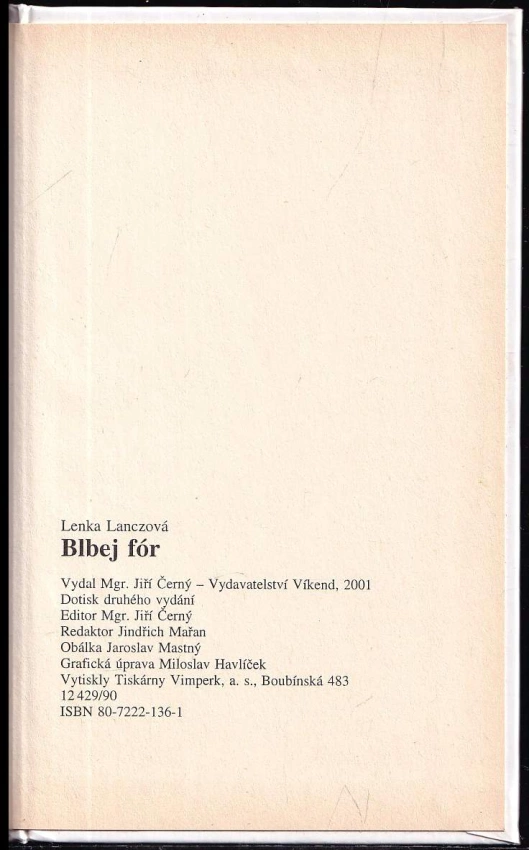 Lenka Lanczová
Blbej fór
Vydal Mgr. Jiří Černý – Vydavatelství Víkend, 2001
Dotisk druhého vydání
Editor Mgr. Jiří Černý
Redaktor Jindřich Mařan
Obálka Jaroslav Mastný
Grafická úprava Miloslav Havlíček
Vytiskly Tiskárny Vimperk, a. s., Boubínská 483
12 429/90
ISBN 80-7222-136-1